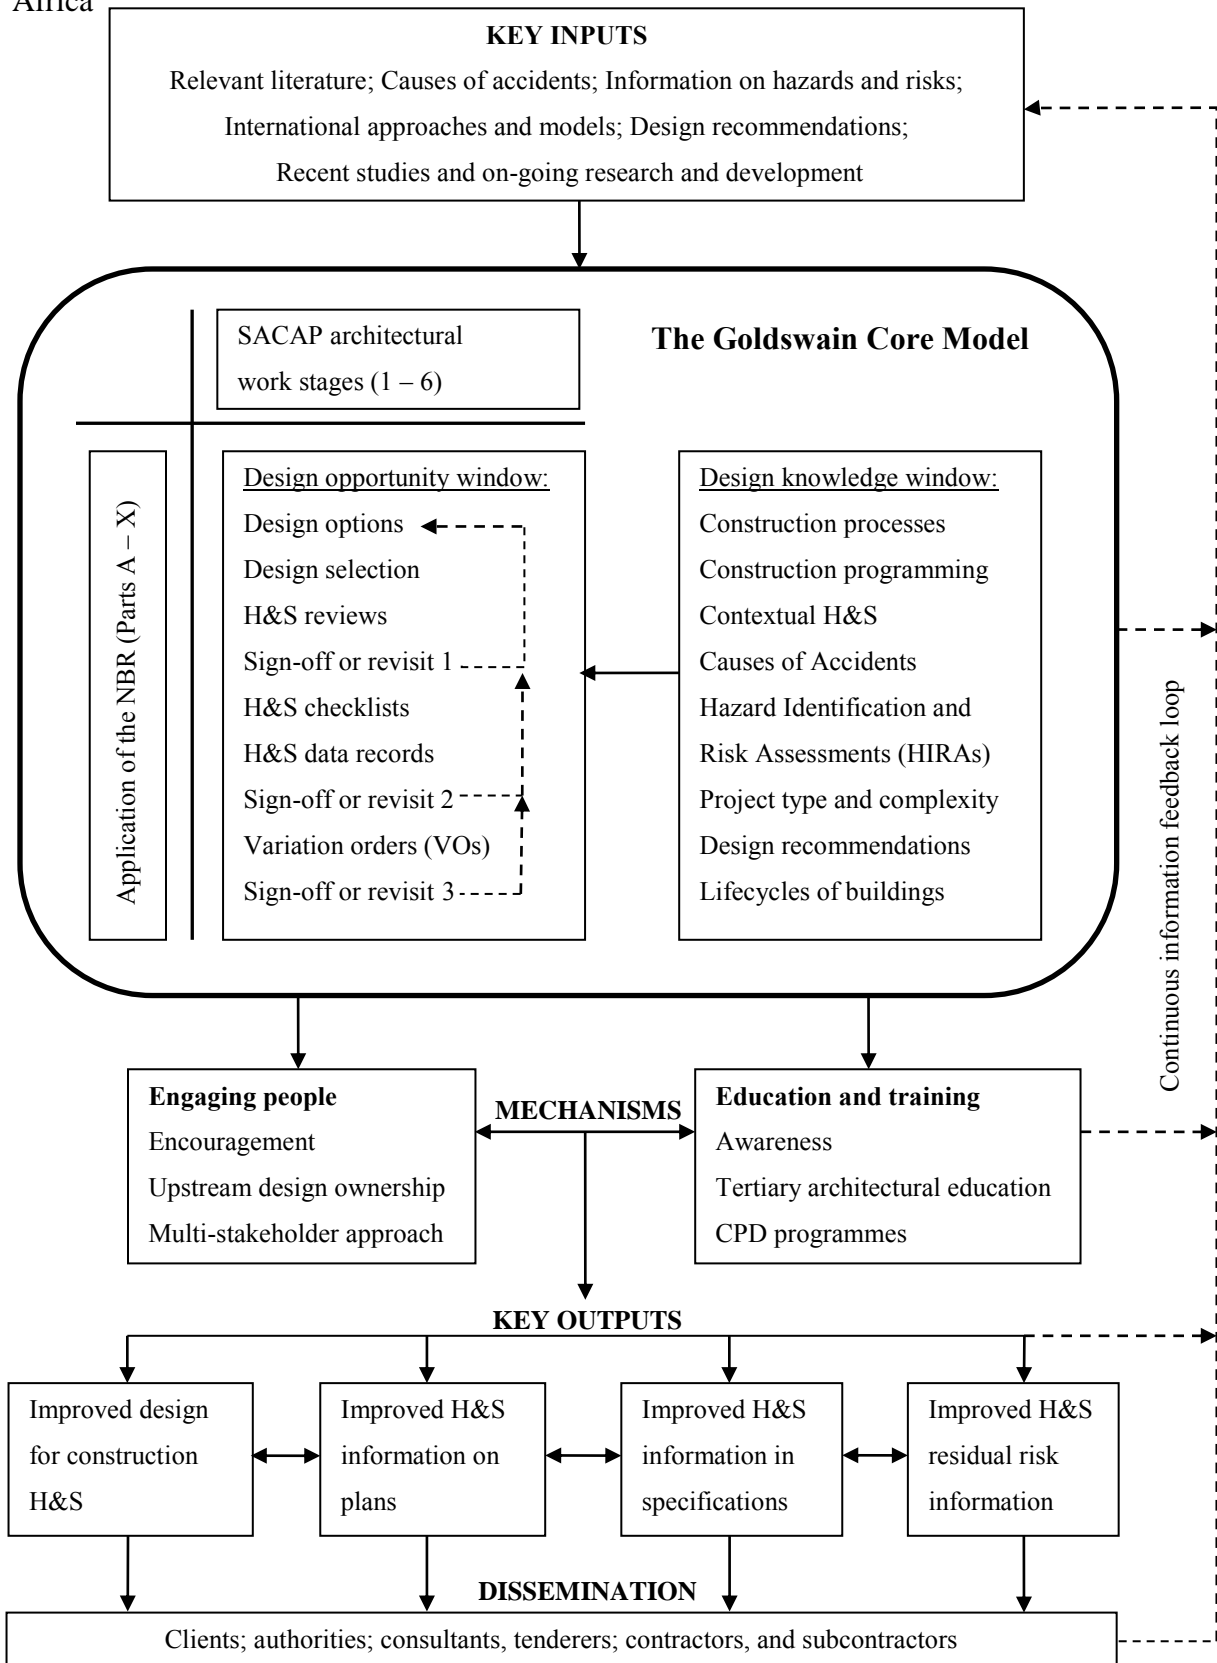 Africa
KEY INPUTS
Relevant literature; Causes of accidents; Information on hazards and risks;
International approaches and models; Design recommendations;
Recent studies and on-going research and development
SACAP architectural
work stages (1 – 6)
The Goldswain Core Model
Application of the NBR (Parts A – X)
Design opportunity window:
Design options
Design selection
H&S reviews
Sign-off or revisit 1
H&S checklists
H&S data records
Sign-off or revisit 2
Variation orders (VOs)
Sign-off or revisit 3
Design knowledge window:
Construction processes
Construction programming
Contextual H&S
Causes of Accidents
Hazard Identification and
Risk Assessments (HIRAs)
Project type and complexity
Design recommendations
Lifecycles of buildings
Continuous information feedback loop
Engaging people
Encouragement
Upstream design ownership
Multi-stakeholder approach
MECHANISMS
Education and training
Awareness
Tertiary architectural education
CPD programmes
KEY OUTPUTS
Improved design
for construction
H&S
Improved H&S
information on
plans
Improved H&S
information in
specifications
Improved H&S
residual risk
information
DISSEMINATION
Clients; authorities; consultants, tenderers; contractors, and subcontractors